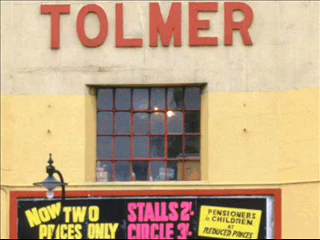 TOLMER
NOW TWO
PRICES ONLY
STALLS 2/-
CIRCLE 3/-
PENSIONERS
& CHILDREN
AT
REDUCED PRICES